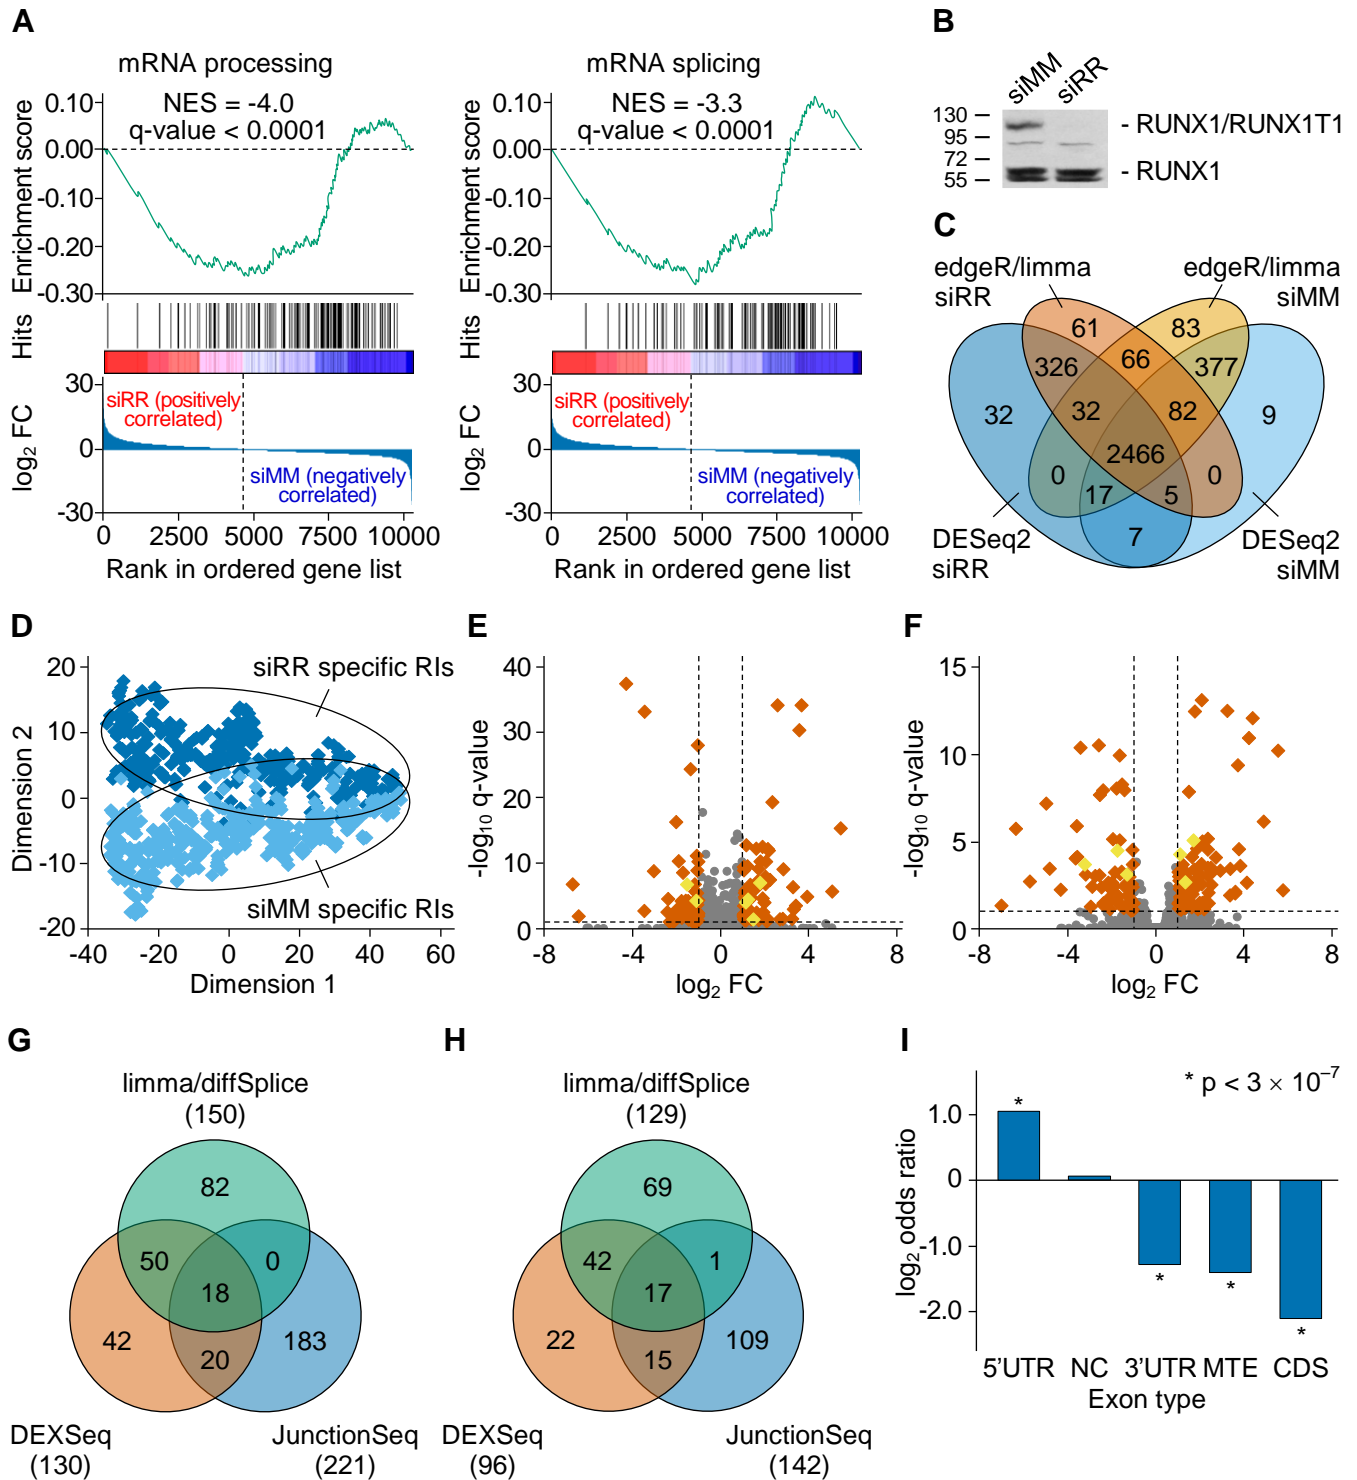 A
mRNA processing
NES = -4.0
q-value < 0.0001
Enrichment score
0.10
0.00
-0.10
-0.20
-0.30
Hits
log2 FC
30
0
-30
siRR (positively
correlated)
siMM (negatively
correlated)
0 2500 5000 7500 10000
Rank in ordered gene list
mRNA splicing
NES = -3.3
q-value < 0.0001
Enrichment score
0.10
0.00
-0.10
-0.20
-0.30
Hits
log2 FC
30
0
-30
siRR (positively
correlated)
siMM (negatively
correlated)
0 2500 5000 7500 10000
Rank in ordered gene list
B
siMM siRR
130
95
72
55
- RUNX1/RUNX1T1
- RUNX1
C
edgeR/limma
siRR
edgeR/limma
siMM
61 83
326 66 377
32 32 82 9
2466
0 0
17 5
7
DESeq2
siRR
DESeq2
siMM
D
20
10
0
-10
-20
Dimension 2
siRR specific RIs
siMM specific RIs
-40 -20 0 20 40 60
Dimension 1
E
40
30
20
10
0
-log10 q-value
-8 -4 0 4 8
log2 FC
F
15
10
5
0
-log10 q-value
-8 -4 0 4 8
log2 FC
G
limma/diffSplice
(150)
82
50 0
18
42 183
20
DEXSeq
(130)
JunctionSeq
(221)
H
limma/diffSplice
(129)
69
42 1
17
22 109
15
DEXSeq
(96)
JunctionSeq
(142)
I
* p < 3 × 10⁻⁷
1.0
0
-1.0
-2.0
log2 odds ratio
*
*
*
*
5’UTR NC 3’UTR MTE CDS
Exon type